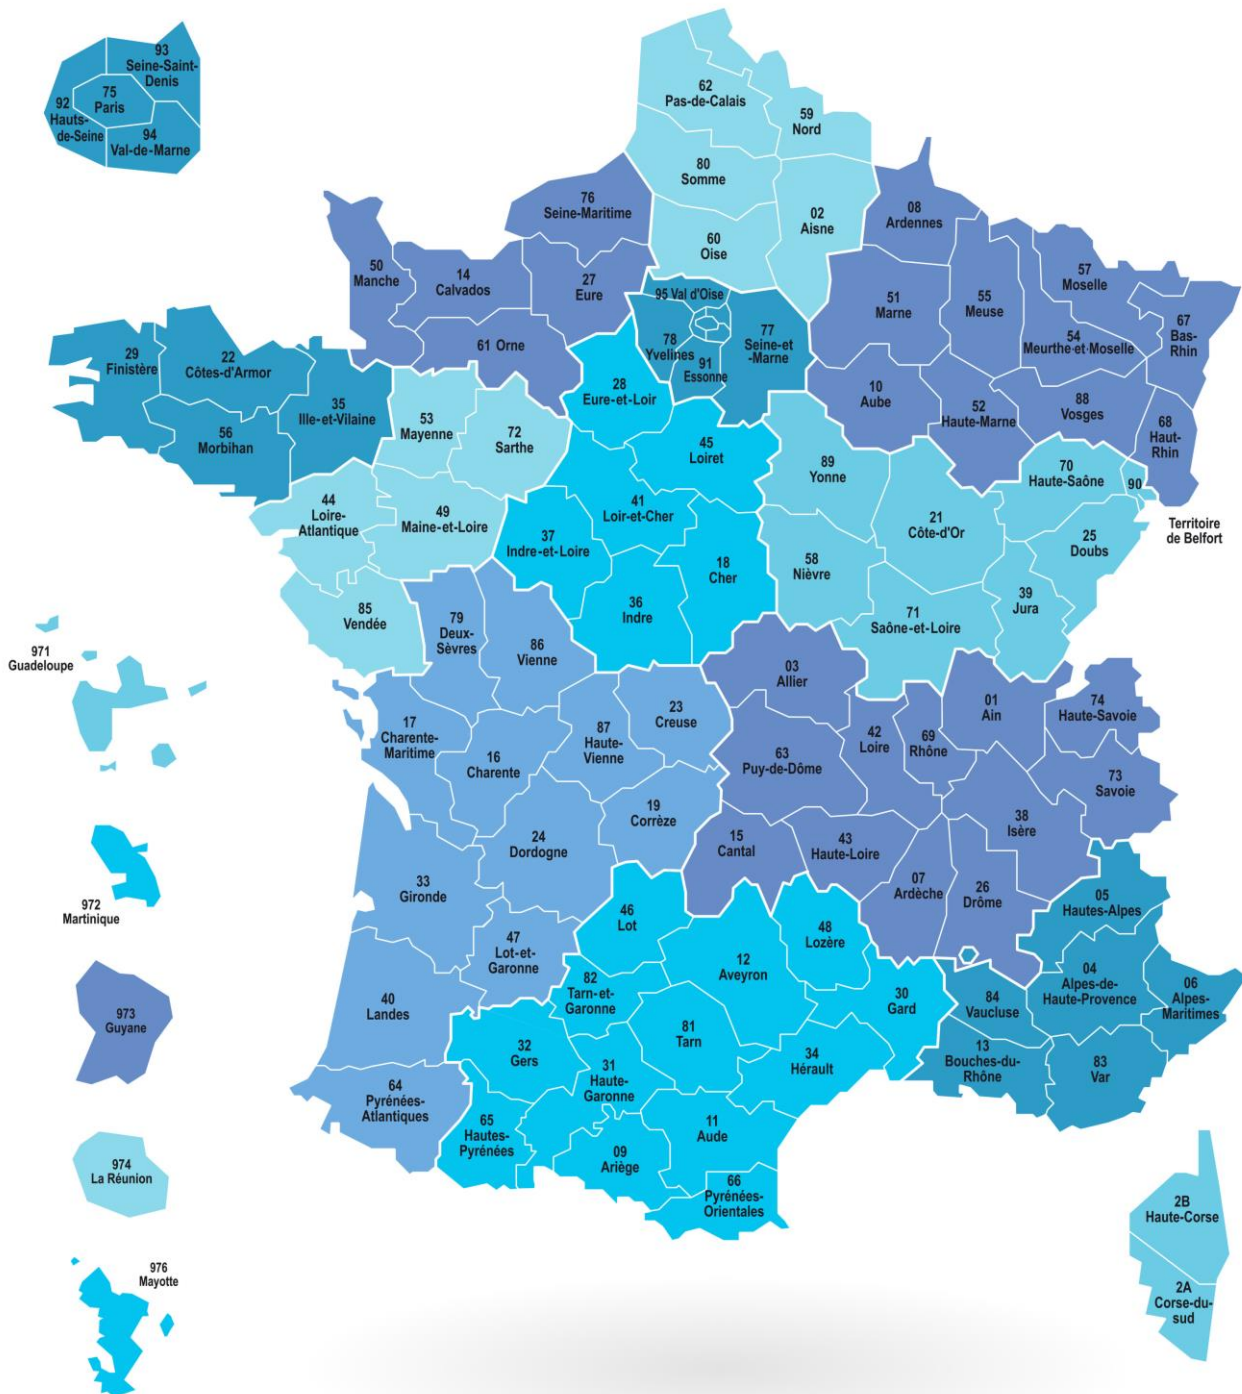 93
Seine-Saint-
Denis
75
Paris
92
Hauts-
de-Seine
94
Val-de-Marne
62
Pas-de-Calais
59
Nord
80
Somme
02
Aisne
60
Oise
76
Seine-Maritime
27
Eure
14
Calvados
50
Manche
61 Orne
08
Ardennes
51
Marne
55
Meuse
57
Moselle
54
Meurthe-et-Moselle
67
Bas-
Rhin
10
Aube
52
Haute-Marne
88
Vosges
68
Haut-
Rhin
95 Val d'Oise
78
Yvelines
91
Essonne
77
Seine-et
-Marne
29
Finistère
22
Côtes-d'Armor
35
Ille-et-Vilaine
56
Morbihan
53
Mayenne
72
Sarthe
44
Loire-
Atlantique
49
Maine-et-Loire
85
Vendée
28
Eure-et-Loir
45
Loiret
41
Loir-et-Cher
37
Indre-et-Loire
18
Cher
36
Indre
89
Yonne
21
Côte-d'Or
58
Nièvre
71
Saône-et-Loire
70
Haute-Saône
90
Territoire
de Belfort
25
Doubs
39
Jura
79
Deux-
Sèvres
86
Vienne
17
Charente-
Maritime
16
Charente
87
Haute-
Vienne
23
Creuse
19
Corrèze
24
Dordogne
33
Gironde
47
Lot-et-
Garonne
40
Landes
64
Pyrénées-
Atlantiques
03
Allier
63
Puy-de-Dôme
42
Loire
69
Rhône
01
Ain
74
Haute-Savoie
73
Savoie
38
Isère
15
Cantal
43
Haute-Loire
07
Ardèche
26
Drôme
46
Lot
12
Aveyron
48
Lozère
82
Tarn-et-
Garonne
81
Tarn
30
Gard
32
Gers
31
Haute-
Garonne
34
Hérault
65
Hautes-
Pyrénées
09
Ariège
11
Aude
66
Pyrénées-
Orientales
05
Hautes-Alpes
04
Alpes-de-
Haute-Provence
06
Alpes-
Maritimes
84
Vaucluse
13
Bouches-du-
Rhône
83
Var
2B
Haute-Corse
2A
Corse-du-
sud
971
Guadeloupe
972
Martinique
973
Guyane
974
La Réunion
976
Mayotte